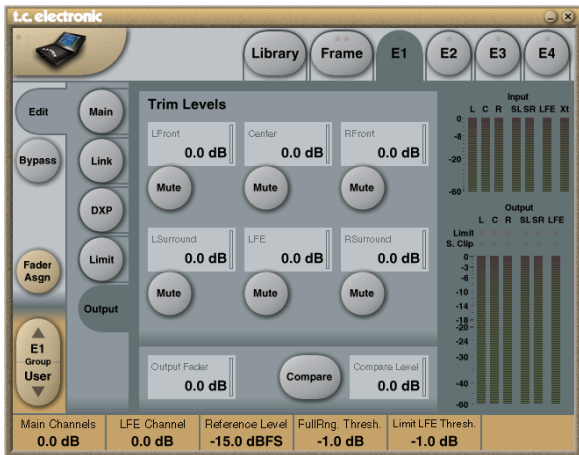 t.c. electronic
Library Frame E1 E2 E3 E4
Edit
Bypass
Fader
Asgn
E1
Group
User
Main
Link
DXP
Limit
Output
Trim Levels
LFront
0.0 dB
Center
0.0 dB
RFront
0.0 dB
Mute Mute Mute
LSurround
0.0 dB
LFE
0.0 dB
RSurround
0.0 dB
Mute Mute Mute
Output Fader
0.0 dB
Compare
Compare Level
0.0 dB
Input
L C R SL SR LFE Xt
0
-8
-20
-60
Output
L C R SL SR LFE
Limit
S. Clip
0
-3
-6
-10
-14
-18
-20
-24
-30
-40
-60
Main Channels
0.0 dB
LFE Channel
0.0 dB
Reference Level
-15.0 dBFS
FullRng. Thresh.
-1.0 dB
Limit LFE Thresh.
-1.0 dB